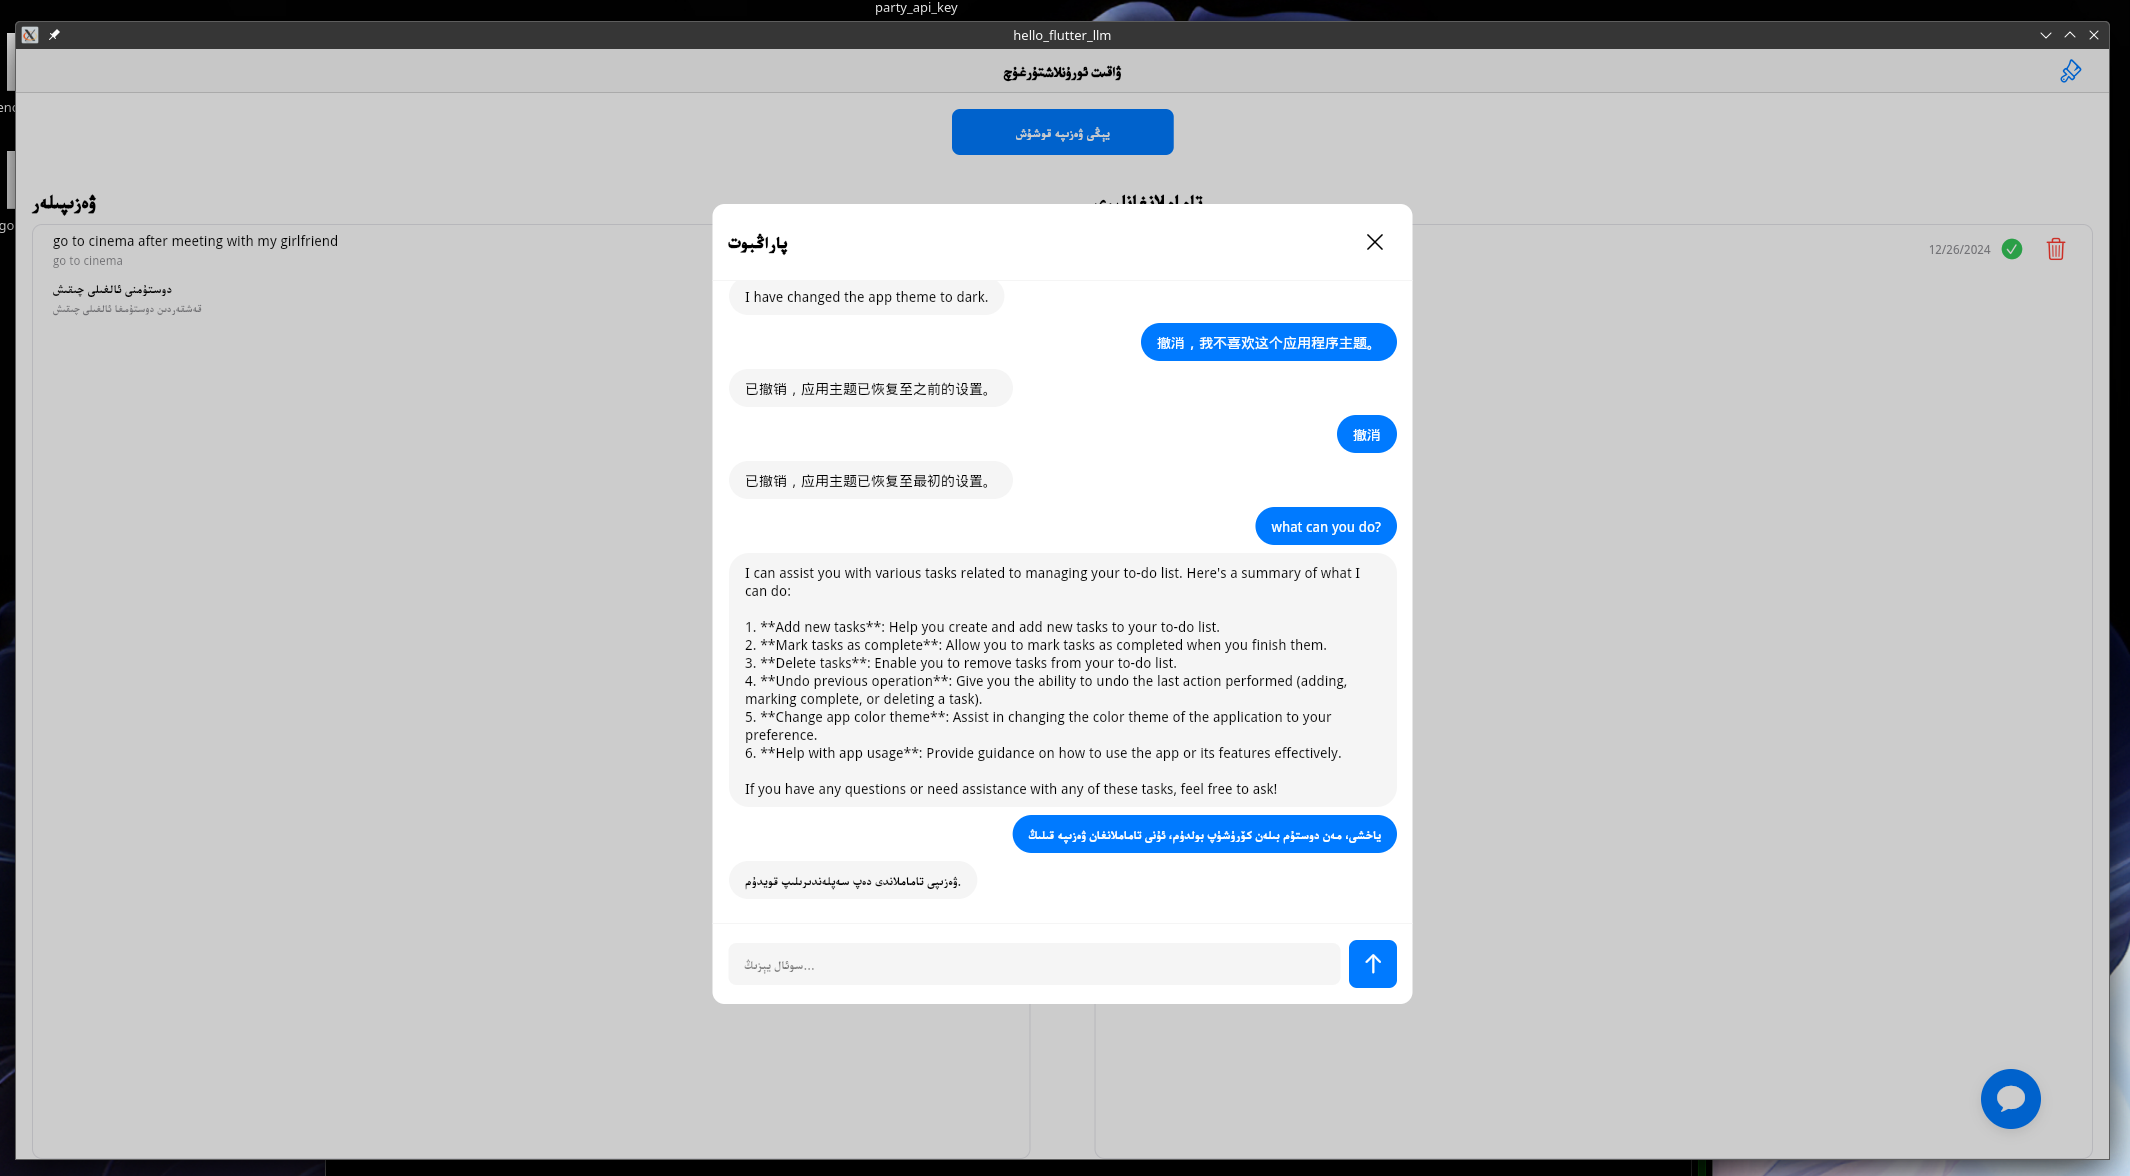 party_api_key
hello_flutter_llm
ۋاقىت ئورۇنلاشتۇرغۇچ
يېڭى ۋەزىپە قوشۇش
ۋەزىپىلەر
go to cinema after meeting with my girlfriend
go to cinema
دوستۇمنى ئالغىلى چىقىش
قەشقەردىن دوستۇمغا ئالغىلى چىقىش
12/26/2024
پاراڭبوت
I have changed the app theme to dark.
撤消，我不喜欢这个应用程序主题。
已撤销，应用主题已恢复至之前的设置。
撤消
已撤销，应用主题已恢复至最初的设置。
what can you do?
I can assist you with various tasks related to managing your to-do list. Here's a summary of what I
can do:
1. **Add new tasks**: Help you create and add new tasks to your to-do list.
2. **Mark tasks as complete**: Allow you to mark tasks as completed when you finish them.
3. **Delete tasks**: Enable you to remove tasks from your to-do list.
4. **Undo previous operation**: Give you the ability to undo the last action performed (adding,
marking complete, or deleting a task).
5. **Change app color theme**: Assist in changing the color theme of the application to your
preference.
6. **Help with app usage**: Provide guidance on how to use the app or its features effectively.
If you have any questions or need assistance with any of these tasks, feel free to ask!
ياخشى، مەن دوستۇم بىلەن كۆرۈشۈپ بولدۇم، ئۇنى تاماملانغان ۋەزىپە قىلىڭ
ۋەزىپى تاماملاندى دەپ سەپلەندىرىلىپ قويدۇم.
سوئال يېزىڭ...